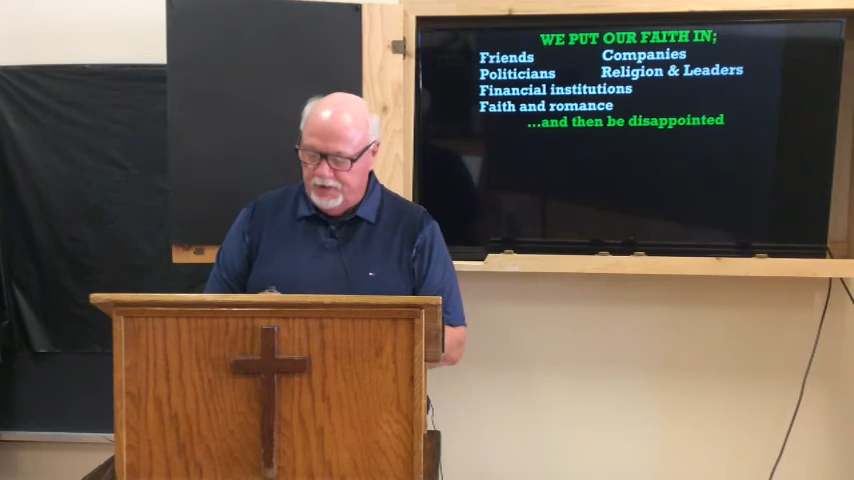 WE PUT OUR FAITH IN;
Friends Companies
Politicians Religion & Leaders
Financial institutions
Faith and romance
...and then be disappointed